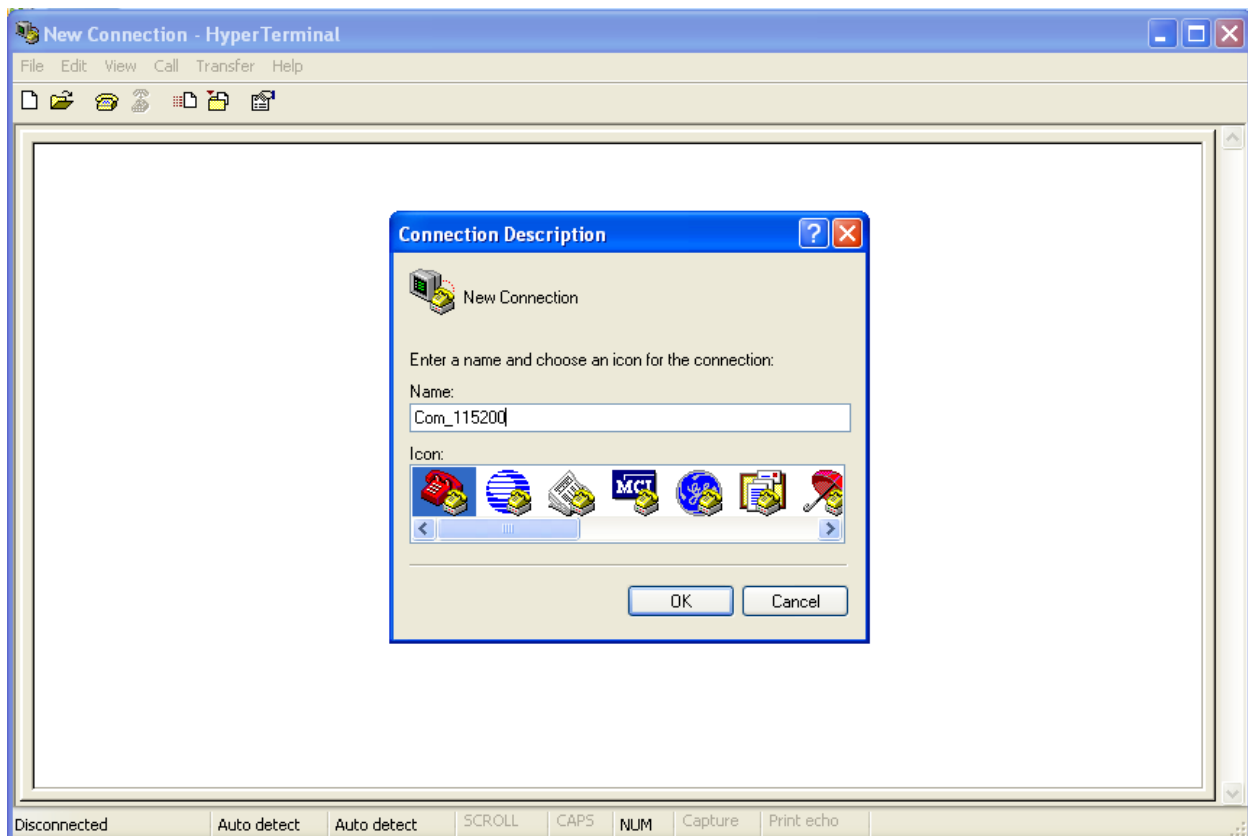 New Connection - HyperTerminal
File Edit View Call Transfer Help
Connection Description
New Connection
Enter a name and choose an icon for the connection:
Name:
Com_115200
Icon:
MCI
OK Cancel
Disconnected Auto detect Auto detect SCROLL CAPS NUM Capture Print echo